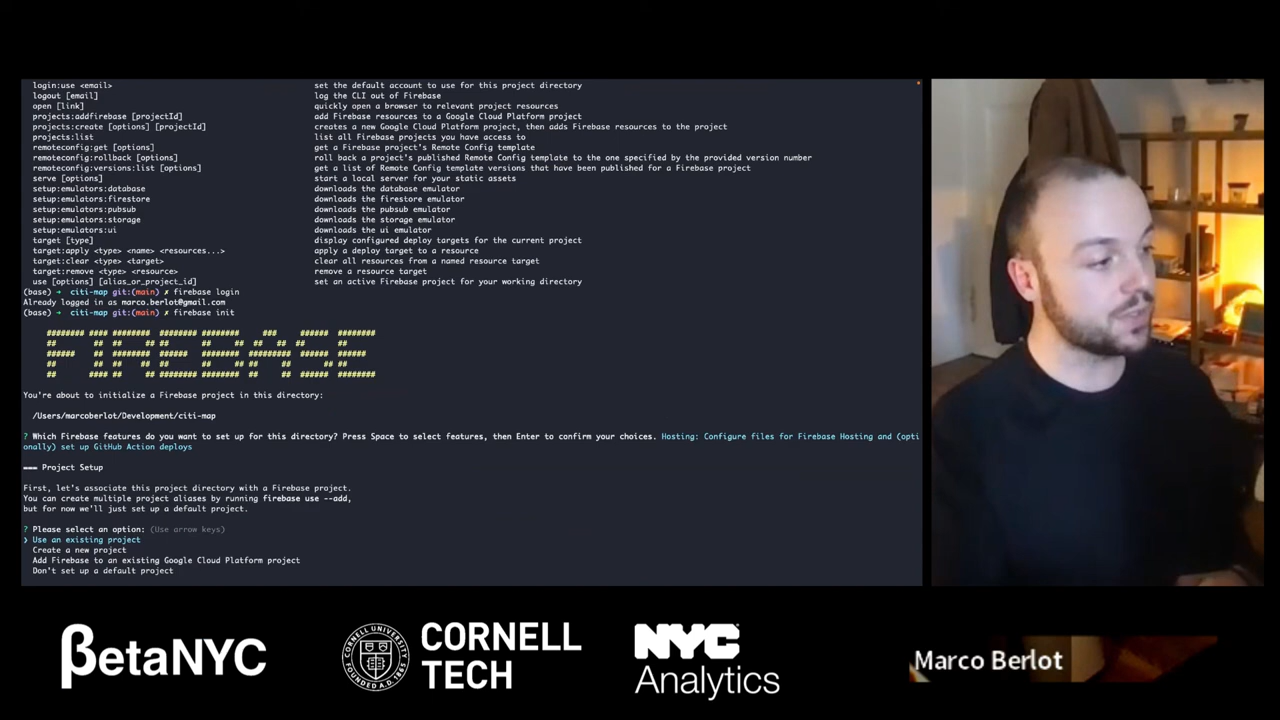 login:use <email> set the default account to use for this project directory
logout [email] log the CLI out of Firebase
open [link] quickly open a browser to relevant project resources
projects:addfirebase [projectId] add Firebase resources to a Google Cloud Platform project
projects:create [options] [projectId] creates a new Google Cloud Platform project, then adds Firebase resources to the project
projects:list list all Firebase projects you have access to
remoteconfig:get [options] get a Firebase project's Remote Config template
remoteconfig:rollback [options] roll back a project's published Remote Config template to the one specified by the provided version number
remoteconfig:versions:list [options] get a list of Remote Config template versions that have been published for a Firebase project
serve [options] start a local server for your static assets
setup:emulators:database downloads the database emulator
setup:emulators:firestore downloads the firestore emulator
setup:emulators:pubsub downloads the pubsub emulator
setup:emulators:storage downloads the storage emulator
setup:emulators:ui downloads the ui emulator
target [type] display configured deploy targets for the current project
target:apply <type> <name> <resources...> apply a deploy target to a resource
target:clear <type> <target> clear all resources from a named resource target
target:remove <type> <resource> remove a resource target
use [options] [alias_or_project_id] set an active Firebase project for your working directory
(base) ➜ citi-map git:(main) ✗ firebase login
Already logged in as marco.berlot@gmail.com
(base) ➜ citi-map git:(main) ✗ firebase init
FIREBASE
You're about to initialize a Firebase project in this directory:
/Users/marcoberlot/Development/citi-map
? Which Firebase features do you want to set up for this directory? Press Space to select features, then Enter to confirm your choices. Hosting: Configure files for Firebase Hosting and (opti
onally) set up GitHub Action deploys
=== Project Setup
First, let's associate this project directory with a Firebase project.
You can create multiple project aliases by running firebase use --add,
but for now we'll just set up a default project.
? Please select an option: (Use arrow keys)
❯ Use an existing project
Create a new project
Add Firebase to an existing Google Cloud Platform project
Don't set up a default project
βetaNYC
CORNELL
TECH
NYC
Analytics
Marco Berlot